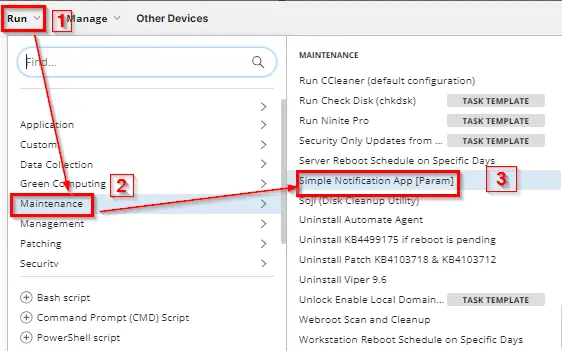 Run
1
Manage
Other Devices
Find...
Application
Custom
Data Collection
Green Computing
2
Maintenance
Management
Patching
Security
Bash script
Command Prompt (CMD) Script
PowerShell script
MAINTENANCE
Run CCleaner (default configuration)
Run Check Disk (chkdsk) TASK TEMPLATE
Run Ninite Pro TASK TEMPLATE
Security Only Updates from ... TASK TEMPLATE
Server Reboot Schedule on Specific Days
Simple Notification App [Param]
3
Soji (Disk Cleanup Utility)
Uninstall Automate Agent
Uninstall KB4499175 if reboot is pending
Uninstall Patch KB4103718 & KB4103712
Uninstall Viper 9.6
Unlock Enable Local Domain... TASK TEMPLATE
Webroot Scan and Cleanup
Workstation Reboot Schedule on Specific Days